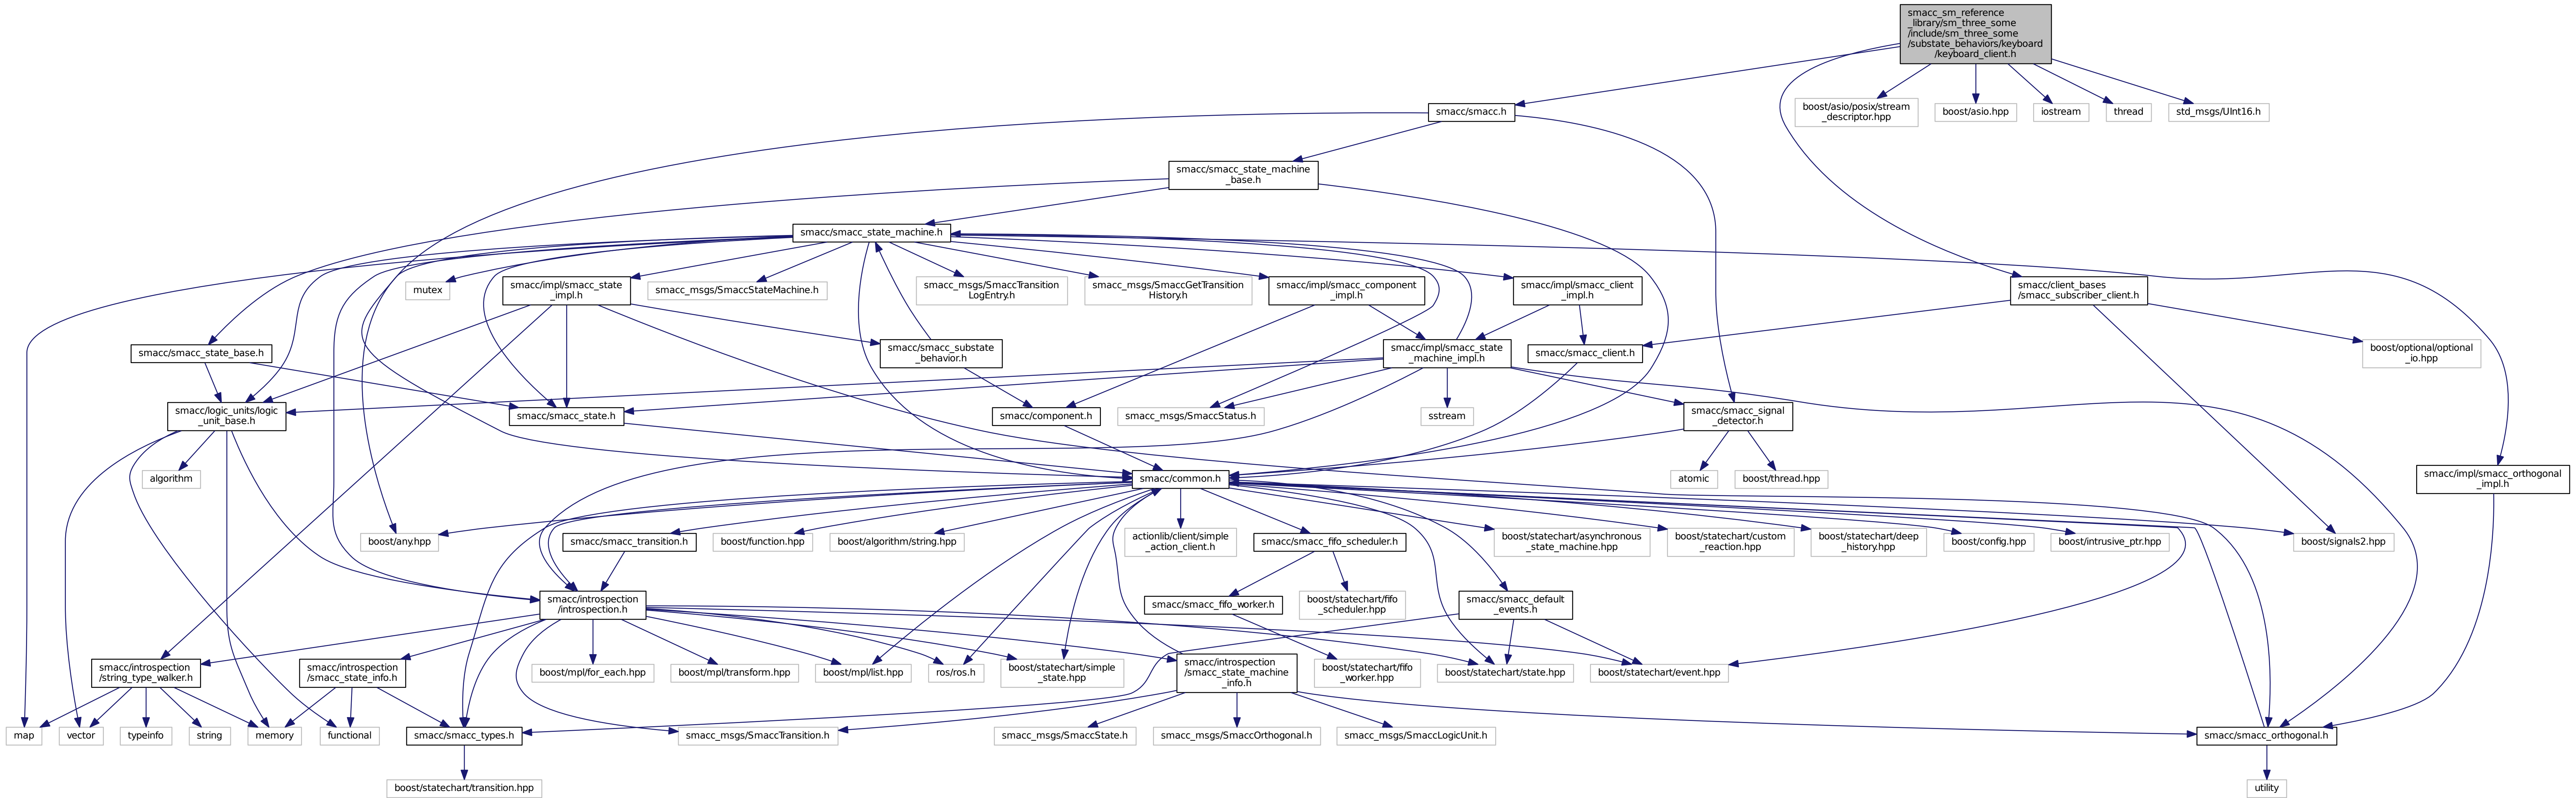 smacc_sm_reference
_library/sm_three_some
/include/sm_three_some
/substate_behaviors/keyboard
/keyboard_client.h
smacc/smacc.h
boost/asio/posix/stream
_descriptor.hpp
boost/asio.hpp
iostream
thread
std_msgs/UInt16.h
smacc/smacc_state_machine
_base.h
smacc/smacc_state_machine.h
mutex
smacc/impl/smacc_state
_impl.h
smacc_msgs/SmaccStateMachine.h
smacc_msgs/SmaccTransition
LogEntry.h
smacc_msgs/SmaccGetTransition
History.h
smacc/impl/smacc_component
_impl.h
smacc/impl/smacc_client
_impl.h
smacc/client_bases
/smacc_subscriber_client.h
smacc/smacc_state_base.h
smacc/smacc_substate
_behavior.h
smacc/impl/smacc_state
_machine_impl.h
smacc/smacc_client.h
boost/optional/optional
_io.hpp
smacc/logic_units/logic
_unit_base.h
smacc/smacc_state.h
smacc/component.h
smacc_msgs/SmaccStatus.h
sstream
smacc/smacc_signal
_detector.h
algorithm
smacc/common.h
atomic
boost/thread.hpp
smacc/impl/smacc_orthogonal
_impl.h
boost/any.hpp
smacc/smacc_transition.h
boost/function.hpp
boost/algorithm/string.hpp
actionlib/client/simple
_action_client.h
smacc/smacc_fifo_scheduler.h
boost/statechart/asynchronous
_state_machine.hpp
boost/statechart/custom
_reaction.hpp
boost/statechart/deep
_history.hpp
boost/config.hpp
boost/intrusive_ptr.hpp
boost/signals2.hpp
smacc/introspection
/introspection.h
smacc/smacc_fifo_worker.h
boost/statechart/fifo
_scheduler.hpp
smacc/smacc_default
_events.h
smacc/introspection
/string_type_walker.h
smacc/introspection
/smacc_state_info.h
boost/mpl/for_each.hpp
boost/mpl/transform.hpp
boost/mpl/list.hpp
ros/ros.h
boost/statechart/simple
_state.hpp
smacc/introspection
/smacc_state_machine
_info.h
boost/statechart/fifo
_worker.hpp
boost/statechart/state.hpp
boost/statechart/event.hpp
map
vector
typeinfo
string
memory
functional
smacc/smacc_types.h
smacc_msgs/SmaccTransition.h
smacc_msgs/SmaccState.h
smacc_msgs/SmaccOrthogonal.h
smacc_msgs/SmaccLogicUnit.h
smacc/smacc_orthogonal.h
boost/statechart/transition.hpp
utility